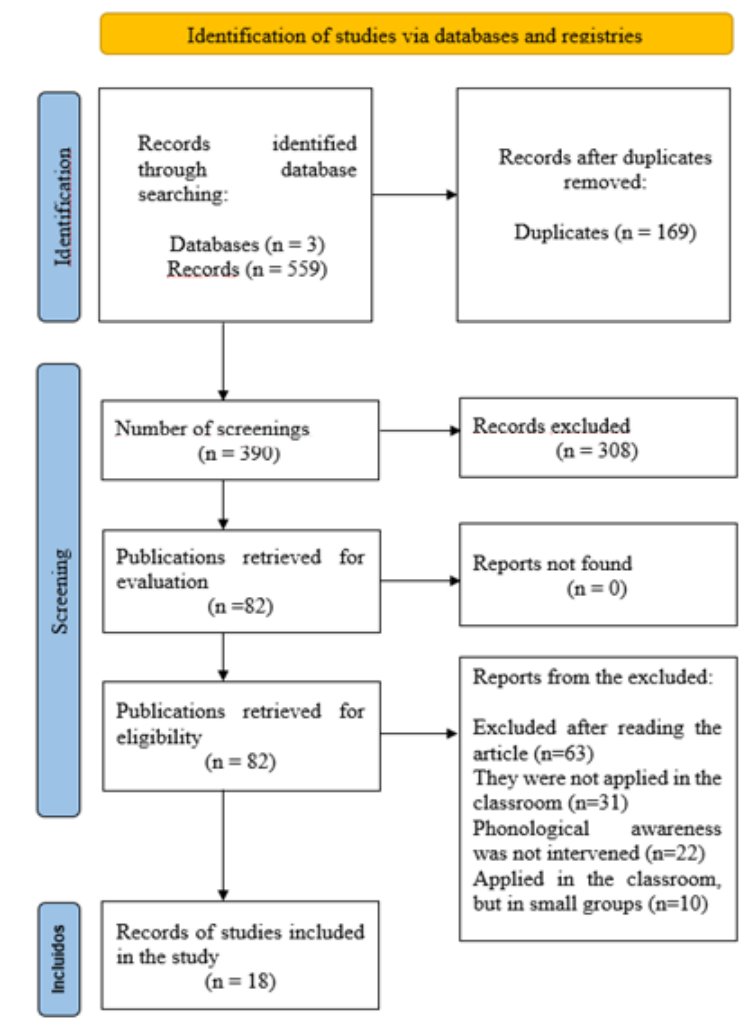 Identification of studies via databases and registries
Identification
Records identified
through database
searching:
Databases (n = 3)
Records (n = 559)
Records after duplicates
removed:
Duplicates (n = 169)
Screening
Number of screenings
(n = 390)
Records excluded
(n = 308)
Publications retrieved for
evaluation
(n =82)
Reports not found
(n = 0)
Publications retrieved for
eligibility
(n = 82)
Reports from the excluded:
Excluded after reading the
article (n=63)
They were not applied in the
classroom (n=31)
Phonological awareness
was not intervened (n=22)
Applied in the classroom,
but in small groups (n=10)
Incluidos
Records of studies included
in the study
(n = 18)